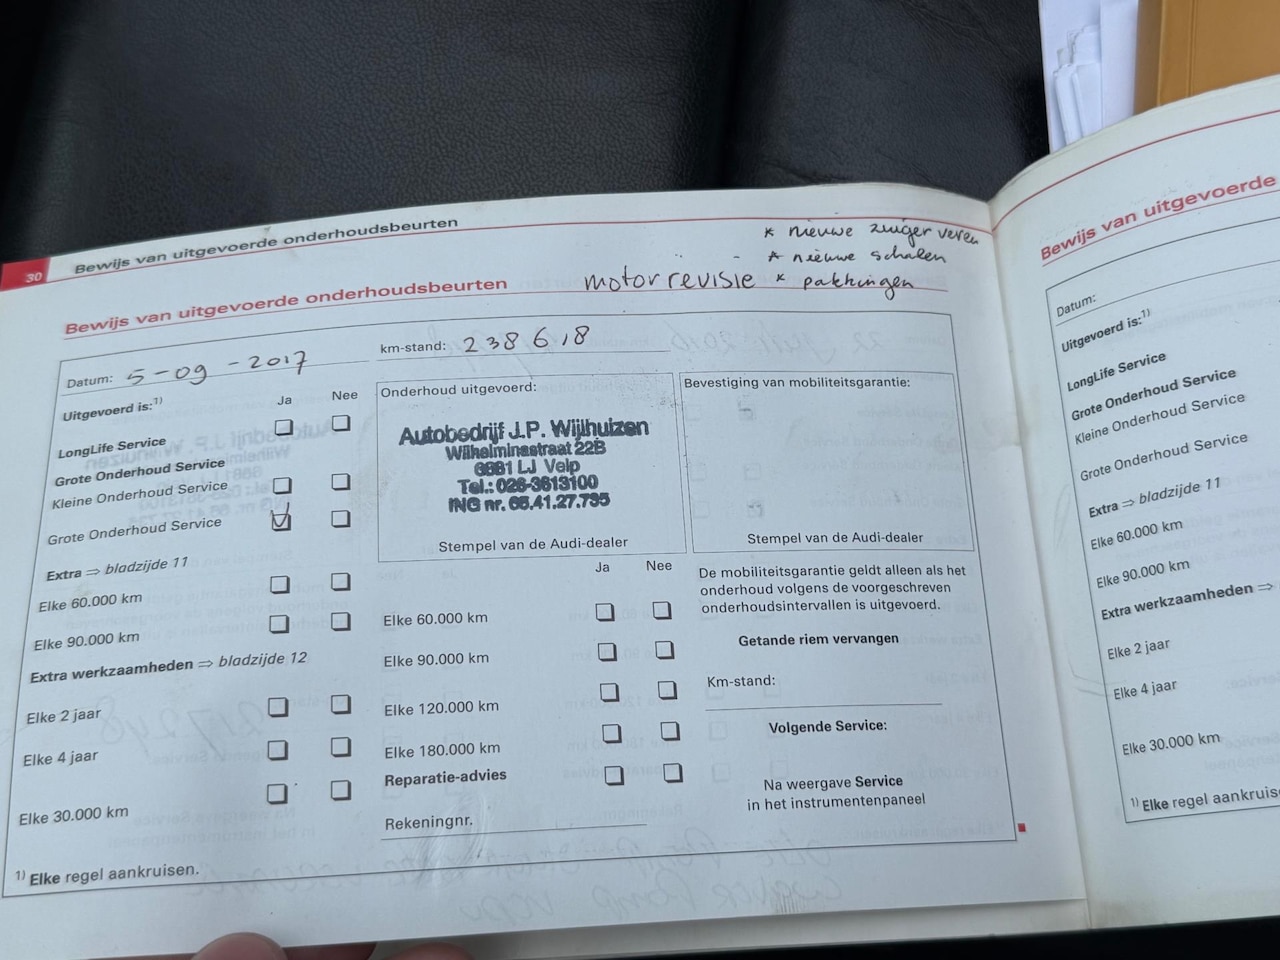 30 Bewijs van uitgevoerde onderhoudsbeurten
Bewijs van uitgevoerde onderhoudsbeurten
* nieuwe zuiger veren
* nieuwe schalen
motorrevisie * pakkingen
Datum: 5-09-2017
km-stand: 238618
Uitgevoerd is:1) Ja Nee
LongLife Service
Grote Onderhoud Service
Kleine Onderhoud Service
Grote Onderhoud Service
Extra ⇒ bladzijde 11
Elke 60.000 km
Elke 90.000 km
Extra werkzaamheden ⇒ bladzijde 12
Elke 2 jaar
Elke 4 jaar
Elke 30.000 km
1) Elke regel aankruisen.
Onderhoud uitgevoerd:
Autobedrijf J.P. Wijlhuizen
Wilhelminastraat 22B
6881 LJ Velp
Tel.: 026-3613100
ING nr. 66.41.27.735
Stempel van de Audi-dealer
Ja Nee
Elke 60.000 km
Elke 90.000 km
Elke 120.000 km
Elke 180.000 km
Reparatie-advies
Rekeningnr.
Bevestiging van mobiliteitsgarantie:
Stempel van de Audi-dealer
De mobiliteitsgarantie geldt alleen als het
onderhoud volgens de voorgeschreven
onderhoudsintervallen is uitgevoerd.
Getande riem vervangen
Km-stand:
Volgende Service:
Na weergave Service
in het instrumentenpaneel
Bewijs van uitgevoerde
Datum:
Uitgevoerd is:1)
LongLife Service
Grote Onderhoud Service
Kleine Onderhoud Service
Grote Onderhoud Service
Extra ⇒ bladzijde 11
Elke 60.000 km
Elke 90.000 km
Extra werkzaamheden ⇒
Elke 2 jaar
Elke 4 jaar
Elke 30.000 km
1) Elke regel aankruise